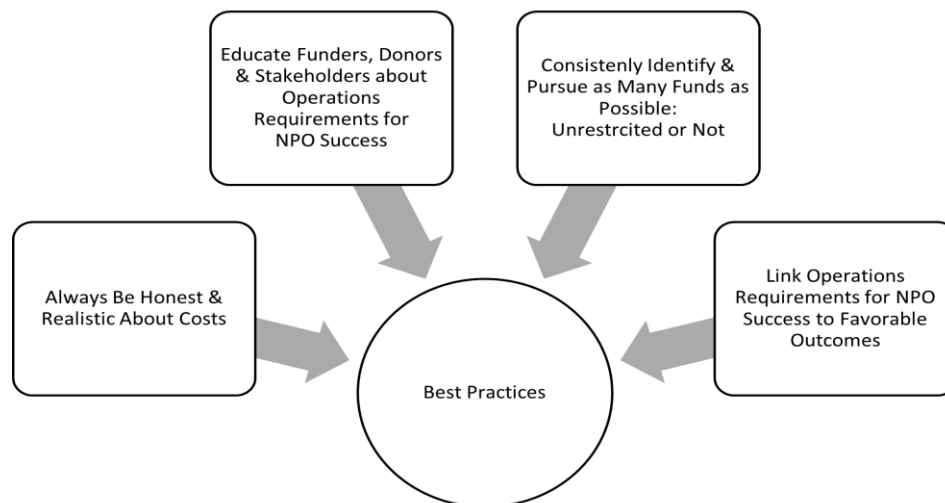 Educate Funders, Donors
& Stakeholders about
Operations
Requirements for
NPO Success
Consistenly Identify &
Pursue as Many Funds as
Possible:
Unrestrcited or Not
Always Be Honest &
Realistic About Costs
Link Operations
Requirements for NPO
Success to Favorable
Outcomes
Best Practices